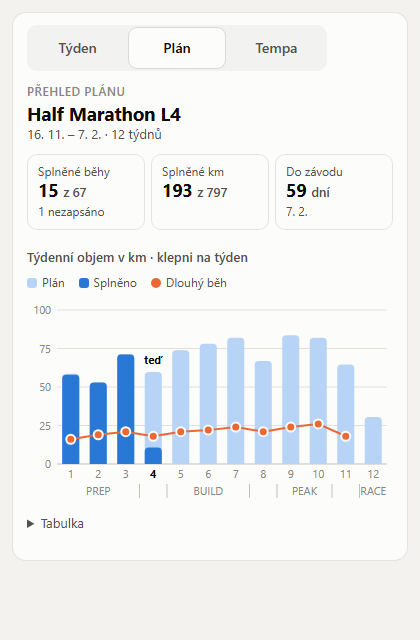 Týden Plán Tempa
PŘEHLED PLÁNU
Half Marathon L4
16. 11. – 7. 2. · 12 týdnů
Splněné běhy Splněné km Do závodu
15 z 67 193 z 797 59 dní
1 nezapsáno 7. 2.
Týdenní objem v km · klepni na týden
Plán Splněno Dlouhý běh
100
75
teď
50
25
0
1 2 3 4 5 6 7 8 9 10 11 12
PREP BUILD PEAK RACE
Tabulka